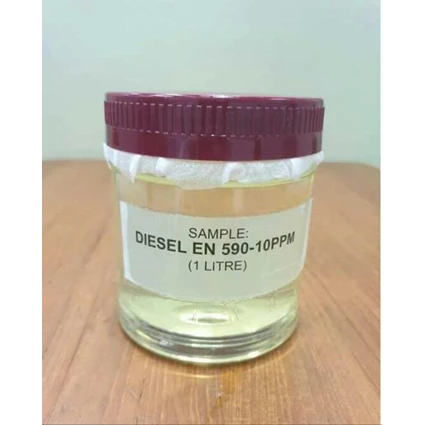 SAMPLE:
DIESEL EN 590-10PPM
(1 LITRE)